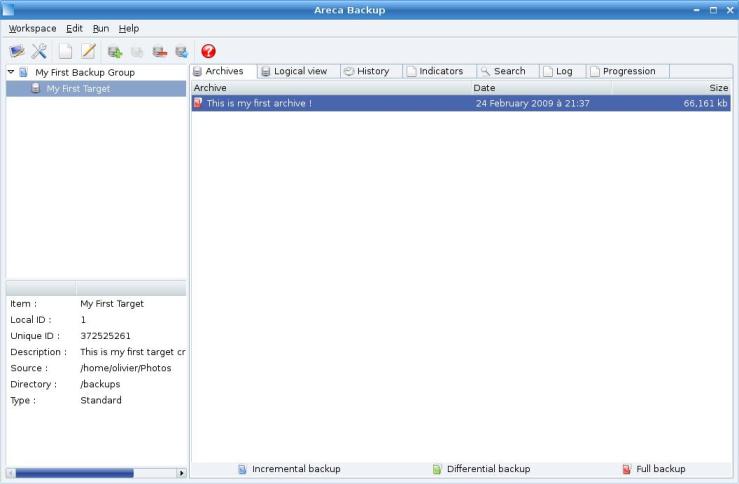 Areca Backup
Workspace Edit Run Help
My First Backup Group
My First Target
Archives Logical view History Indicators Search Log Progression
Archive Date Size
This is my first archive ! 24 February 2009 à 21:37 66,161 kb
Item : My First Target
Local ID : 1
Unique ID : 372525261
Description : This is my first target cr
Source : /home/olivier/Photos
Directory : /backups
Type : Standard
Incremental backup Differential backup Full backup